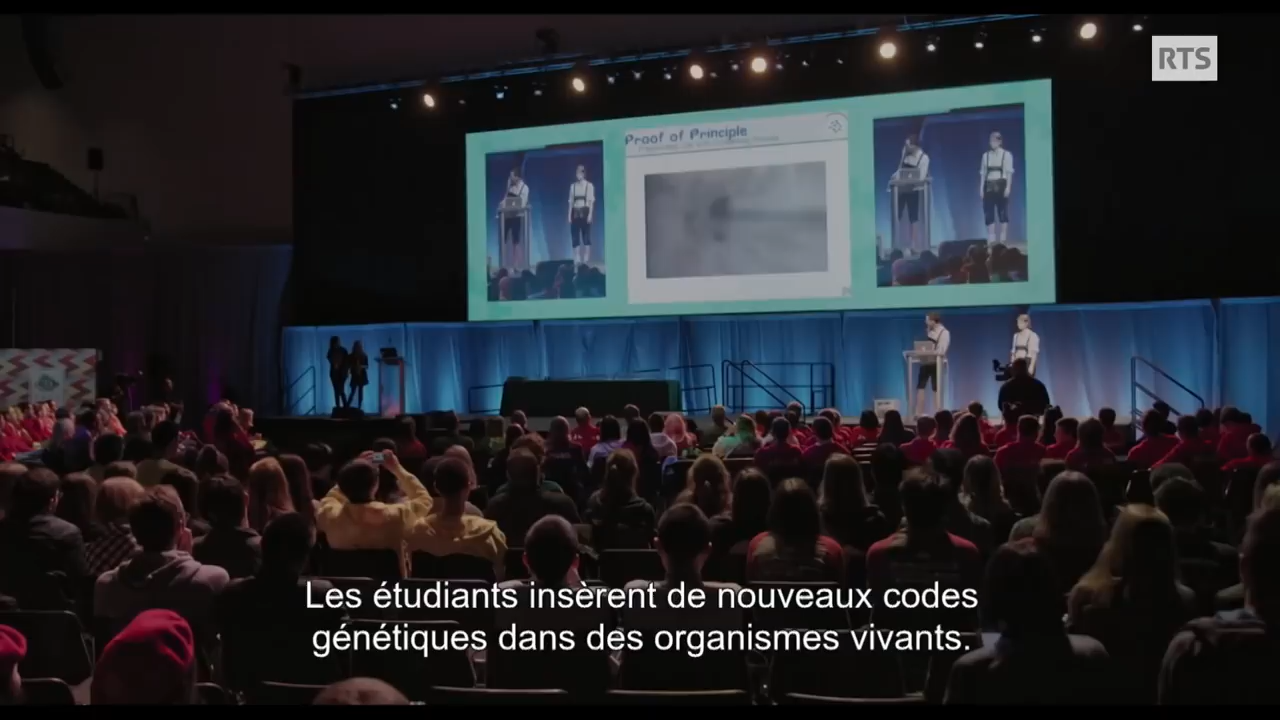 RTS
Proof of Principle
Les étudiants insèrent de nouveaux codes
génétiques dans des organismes vivants.